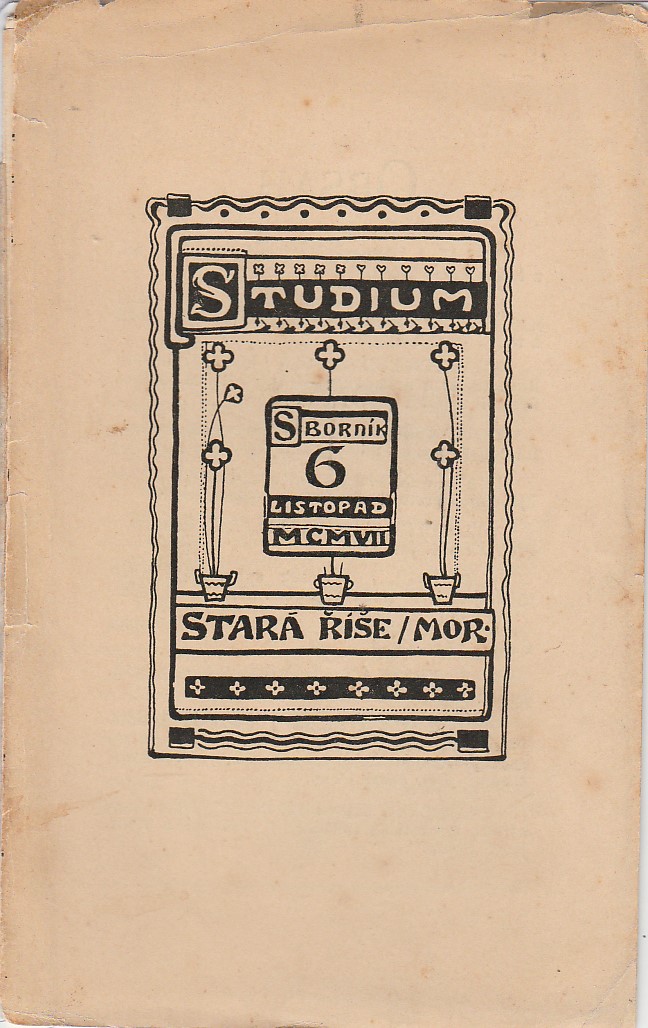 STUDIUM
SBORNÍK
6
LISTOPAD
MCMVII
STARÁ ŘÍŠE / MOR.